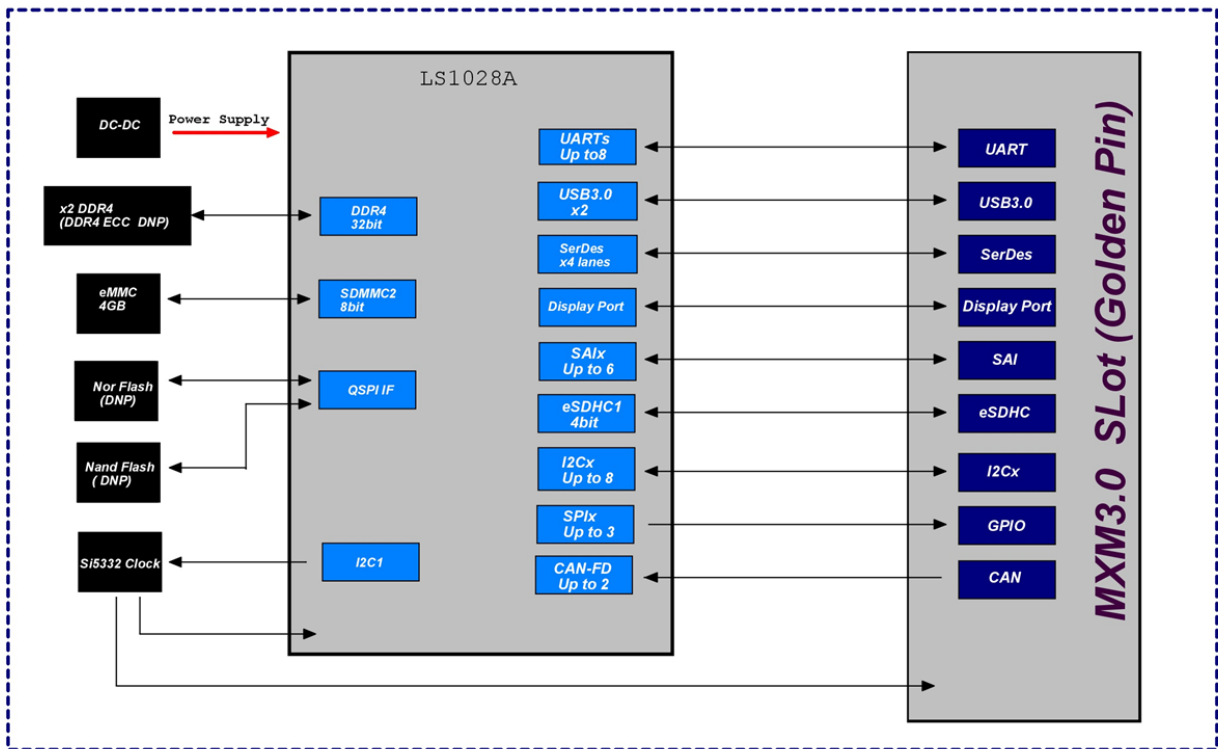 LS1028A
DC-DC
Power Supply
x2 DDR4
(DDR4 ECC DNP)
eMMC
4GB
Nor Flash
(DNP)
Nand Flash
( DNP)
Si5332 Clock
DDR4
32bit
SDMMC2
8bit
QSPI IF
I2C1
UARTs
Up to8
USB3.0
x2
SerDes
x4 lanes
Display Port
SAIx
Up to 6
eSDHC1
4bit
I2Cx
Up to 8
SPIx
Up to 3
CAN-FD
Up to 2
UART
USB3.0
SerDes
Display Port
SAI
eSDHC
I2Cx
GPIO
CAN
MXM3.0 SLot (Golden Pin)